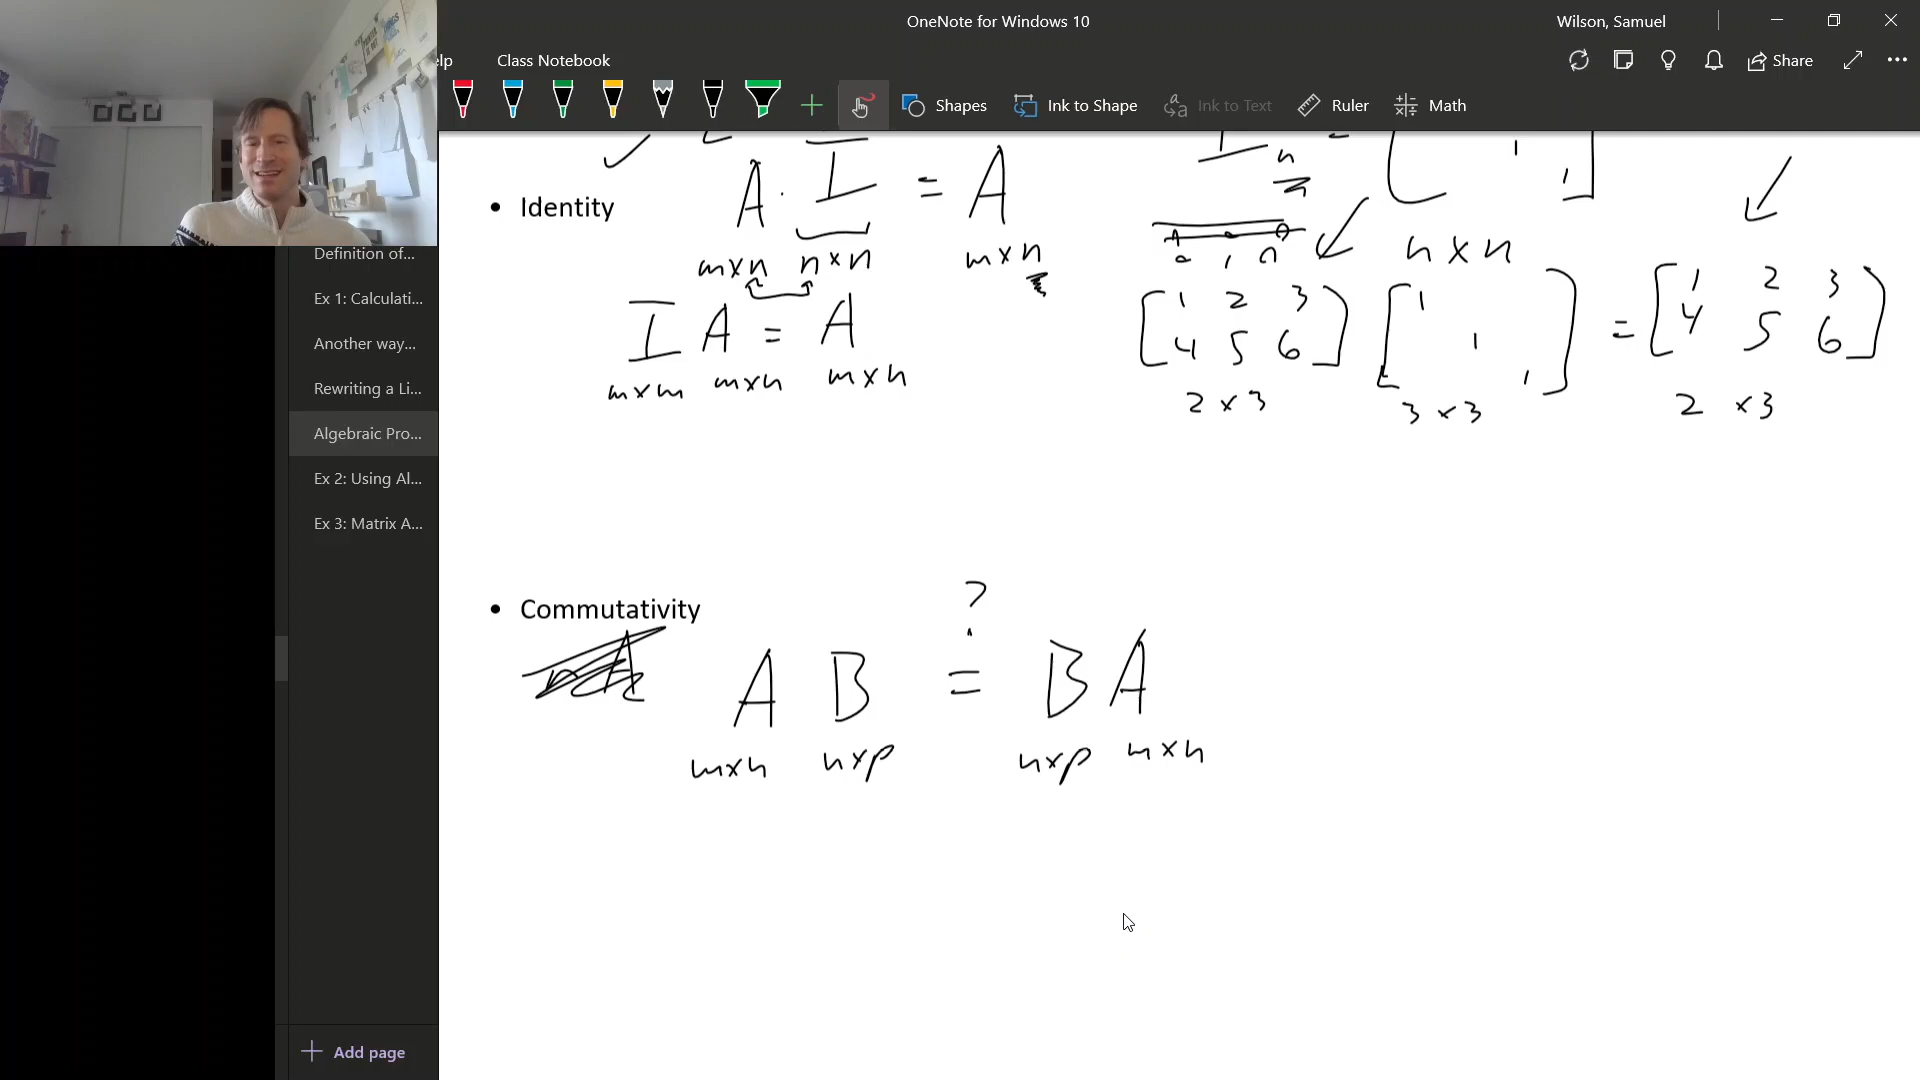 OneNote for Windows 10
Wilson, Samuel
elp Class Notebook
Share
Shapes Ink to Shape Ink to Text Ruler Math
Definition of...
Ex 1: Calculati...
Another way...
Rewriting a Li...
Algebraic Pro...
Ex 2: Using Al...
Ex 3: Matrix A...
Add page
• Identity
A · I = A
m×n n×n m×n
I A = A
m×m m×n m×n
I n =
1
1
n × n
1 2 3
4 5 6
2 × 3
1
1
1
3 × 3
=
1 2 3
4 5 6
2 × 3
• Commutativity
?
A B = B A
m×n n×p n×p m×n